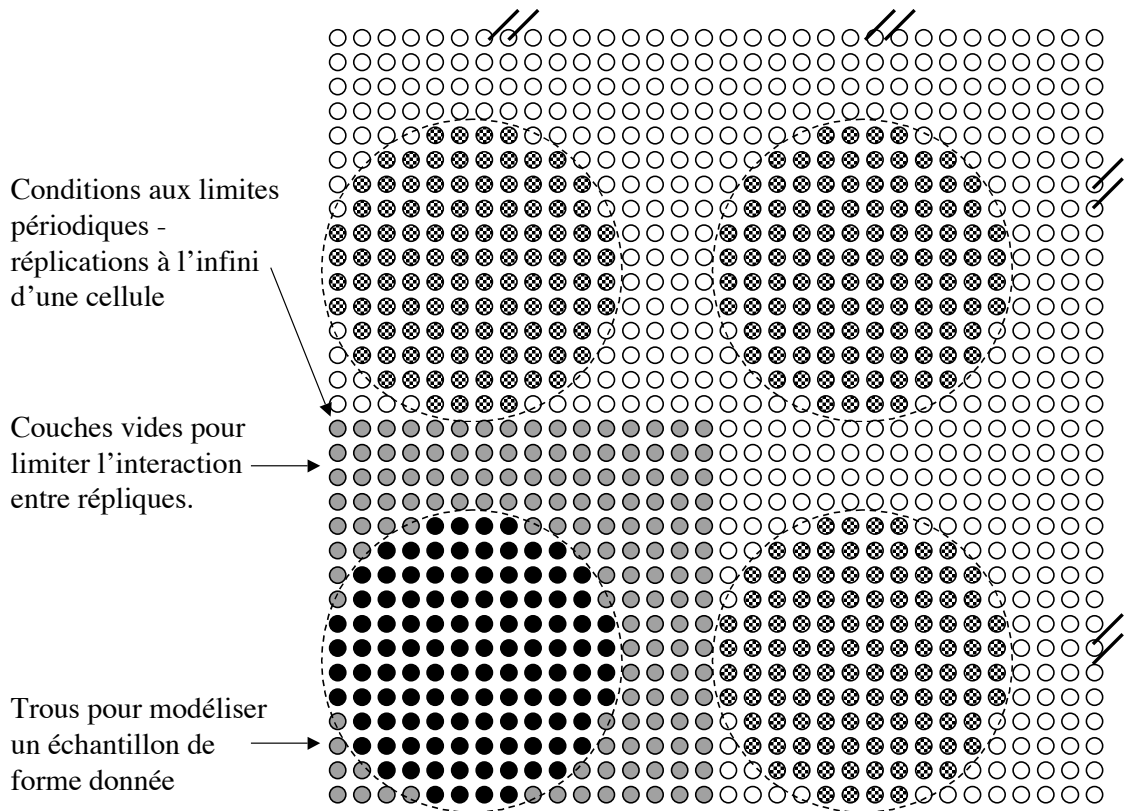 Conditions aux limites
périodiques -
réplications à l’infini
d’une cellule
Couches vides pour
limiter l’interaction
entre répliques.
Trous pour modéliser
un échantillon de
forme donnée